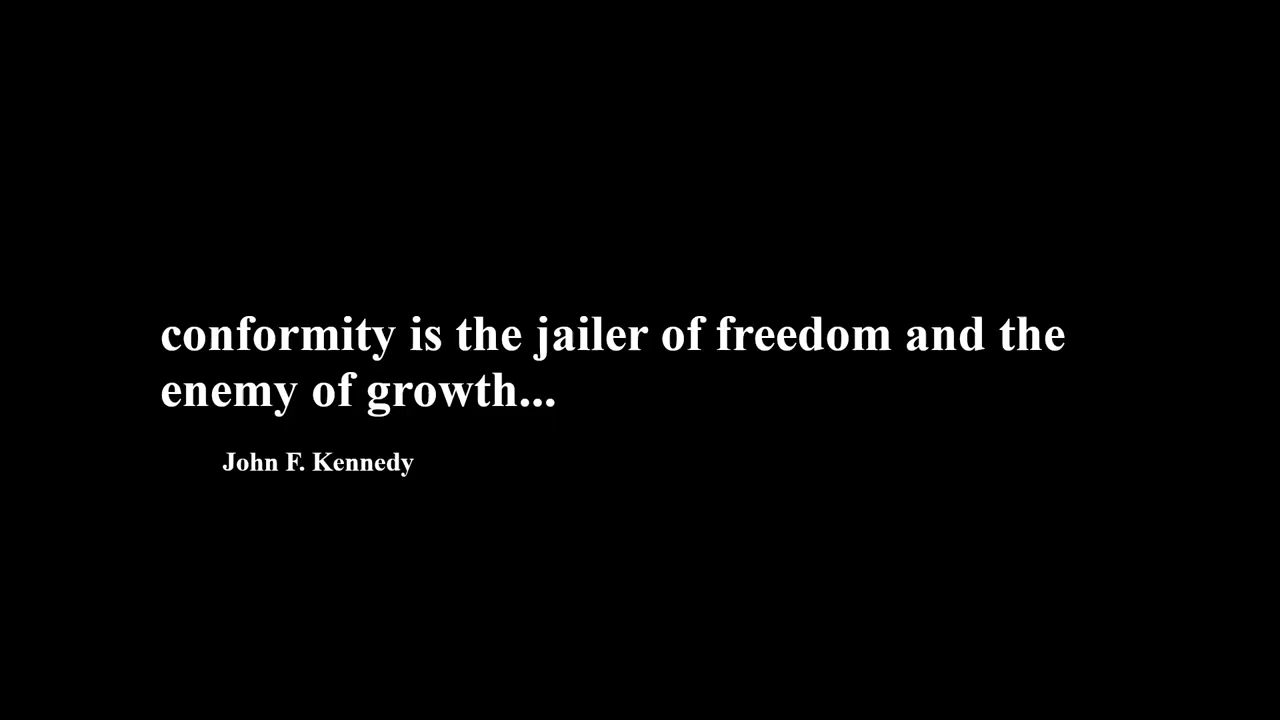 conformity is the jailer of freedom and the
enemy of growth...
John F. Kennedy